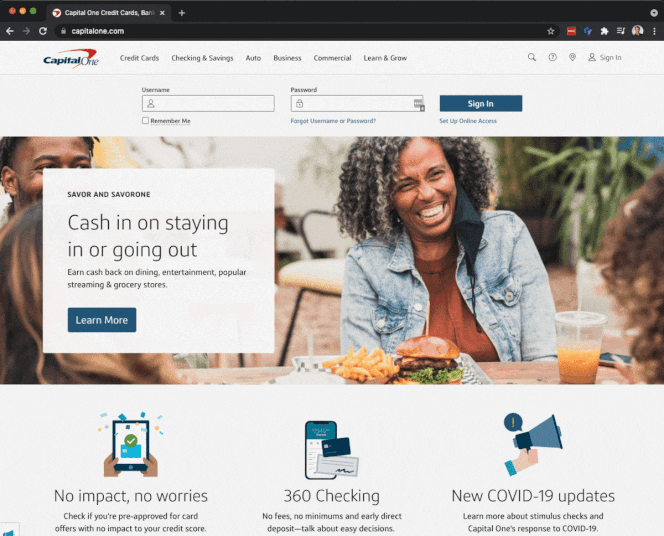 Capital One Credit Cards, Bank
capitalone.com
Capital One
Credit Cards
Checking & Savings
Auto
Business
Commercial
Learn & Grow
Sign In
Username
Password
Sign In
Remember Me
Forgot Username or Password?
Set Up Online Access
SAVOR AND SAVORONE
Cash in on staying
in or going out
Earn cash back on dining, entertainment, popular
streaming & grocery stores.
Learn More
No impact, no worries
Check if you're pre-approved for card
offers with no impact to your credit score.
360 Checking
No fees, no minimums and early direct
deposit—talk about easy decisions.
New COVID-19 updates
Learn more about stimulus checks and
Capital One's response to COVID-19.